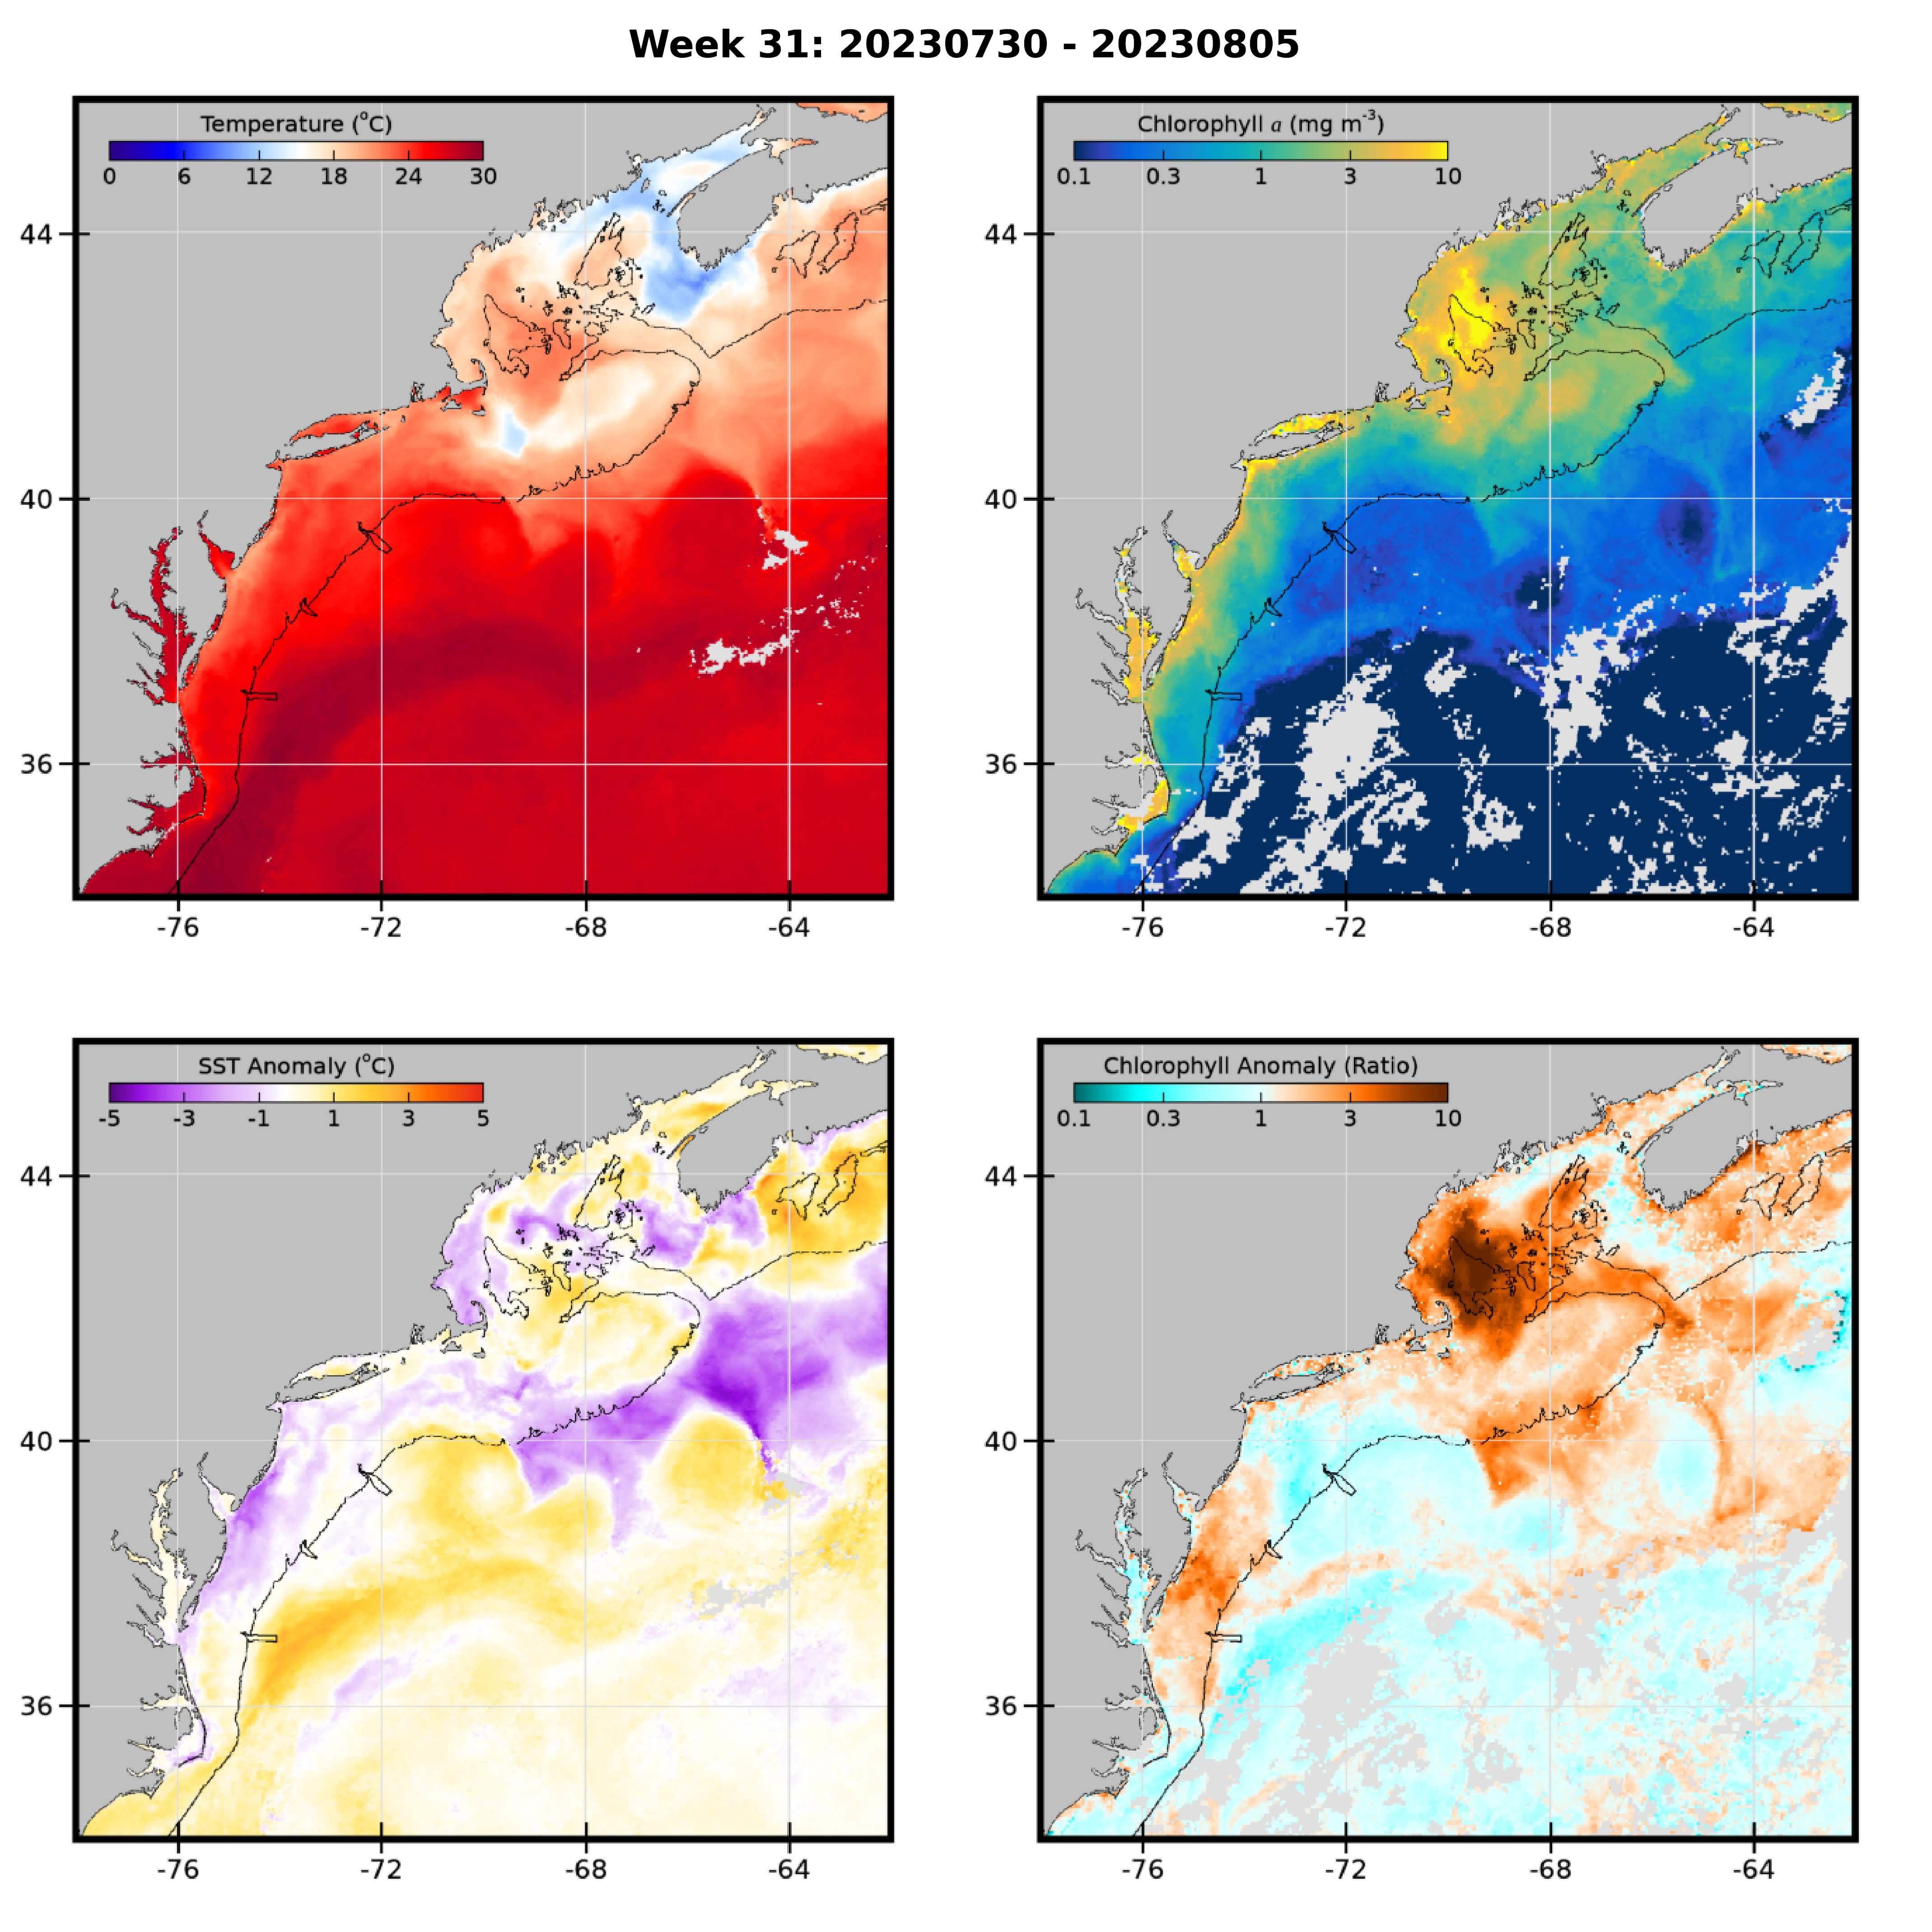 Week 31: 20230730 - 20230805
Temperature (°C)
0 6 12 18 24 30
44
40
36
-76 -72 -68 -64
Chlorophyll a (mg m⁻³)
0.1 0.3 1 3 10
44
40
36
-76 -72 -68 -64
SST Anomaly (°C)
-5 -3 -1 1 3 5
44
40
36
-76 -72 -68 -64
Chlorophyll Anomaly (Ratio)
0.1 0.3 1 3 10
44
40
36
-76 -72 -68 -64